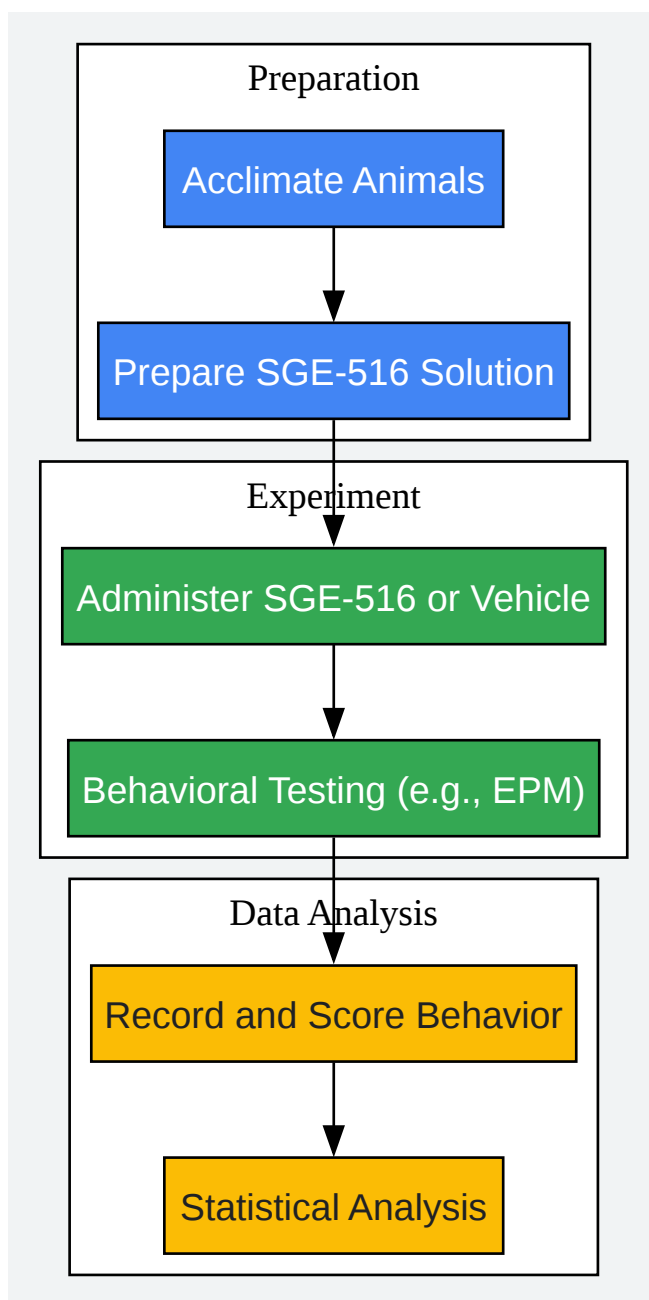 Preparation
Acclimate Animals
Prepare SGE-516 Solution
Experiment
Administer SGE-516 or Vehicle
Behavioral Testing (e.g., EPM)
Data Analysis
Record and Score Behavior
Statistical Analysis